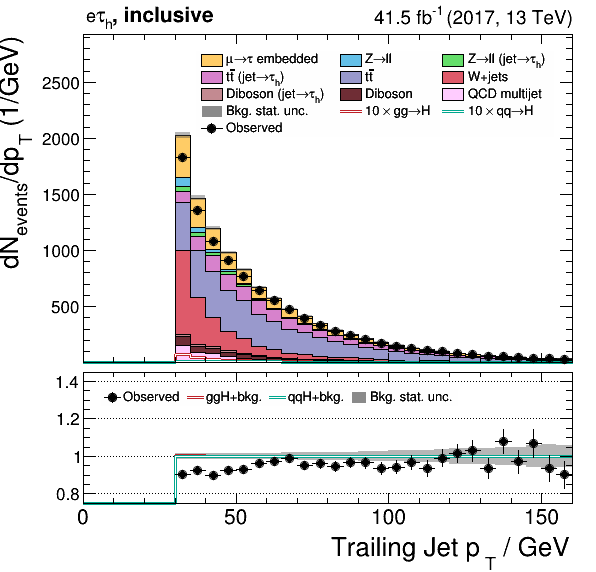 eτh, inclusive 41.5 fb-1 (2017, 13 TeV)
dNevents/dpT (1/GeV)
2500
2000
1500
1000
500
μ→τ embedded Z→ll Z→ll (jet→τh)
tt̄ (jet→τh) tt̄ W+jets
Diboson (jet→τh) Diboson QCD multijet
Bkg. stat. unc. 10 × gg→H 10 × qq→H
Observed
1.4
1.2
1
0.8
Observed ggH+bkg. qqH+bkg. Bkg. stat. unc.
0 50 100 150
Trailing Jet pT / GeV